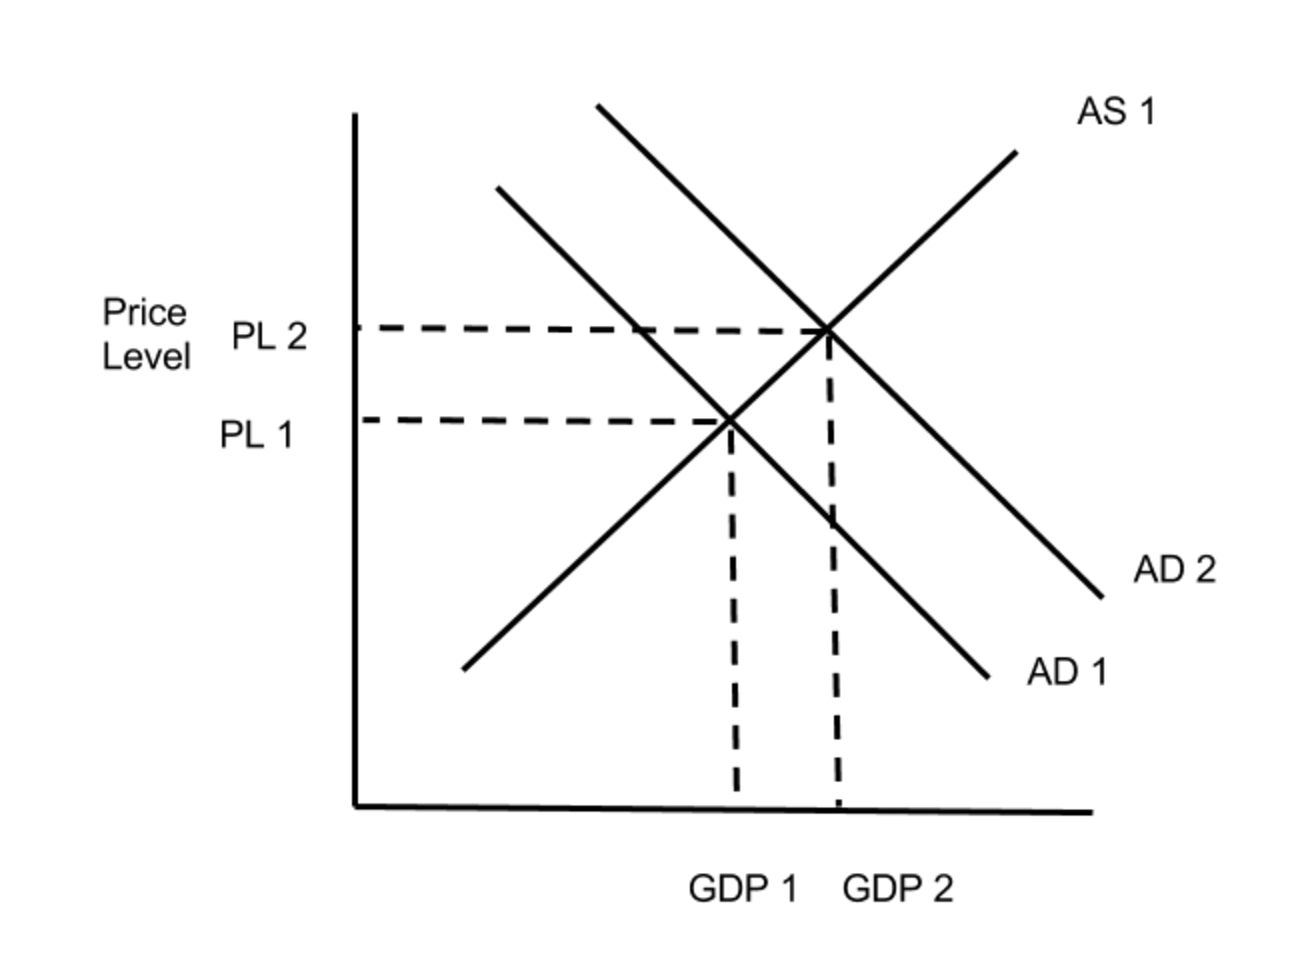 AS 1
Price
Level
PL 2
PL 1
AD 2
AD 1
GDP 1
GDP 2